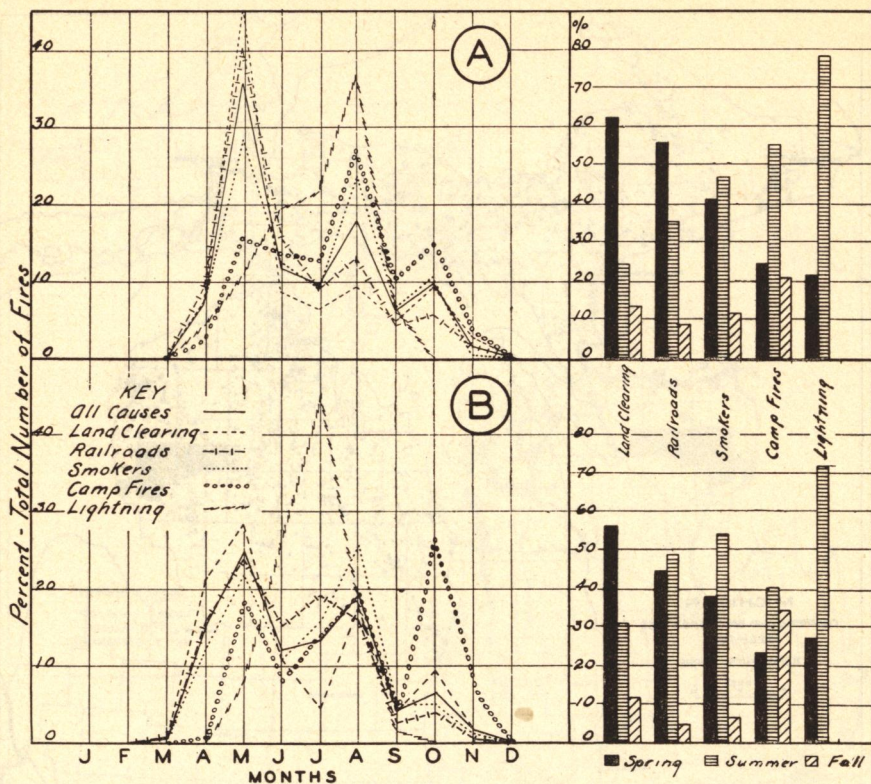 Percent - Total Number of Fires
A
40
30
20
10
0
%
80
70
60
50
40
30
20
10
0
Land Clearing
Railroads
Smokers
Camp Fires
Lightning
KEY
All Causes
Land Clearing
Railroads
Smokers
Camp Fires
Lightning
B
40
30
20
10
0
80
70
60
50
40
30
20
10
0
J F M A M J J A S O N D
MONTHS
Spring Summer Fall